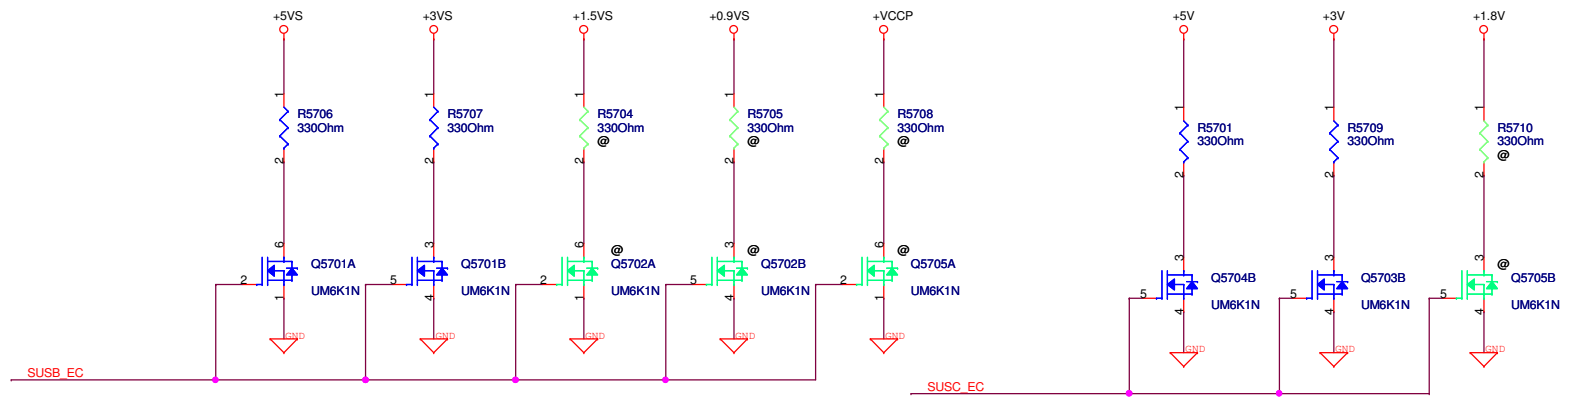 +5VS
+3VS
+1.5VS
+0.9VS
+VCCP
+5V
+3V
+1.8V
1
1
1
1
1
1
1
1
R5706
330Ohm
R5707
330Ohm
R5704
330Ohm
@
R5705
330Ohm
@
R5708
330Ohm
@
R5701
330Ohm
R5709
330Ohm
R5710
330Ohm
@
2
2
2
2
2
2
2
2
6
3
6
3
6
3
3
3
2
Q5701A
UM6K1N
1
5
Q5701B
UM6K1N
4
2
@
Q5702A
UM6K1N
1
5
@
Q5702B
UM6K1N
4
2
@
Q5705A
UM6K1N
1
5
Q5704B
UM6K1N
4
5
Q5703B
UM6K1N
4
5
@
Q5705B
UM6K1N
4
GND
GND
GND
GND
GND
GND
GND
GND
SUSB_EC
SUSC_EC